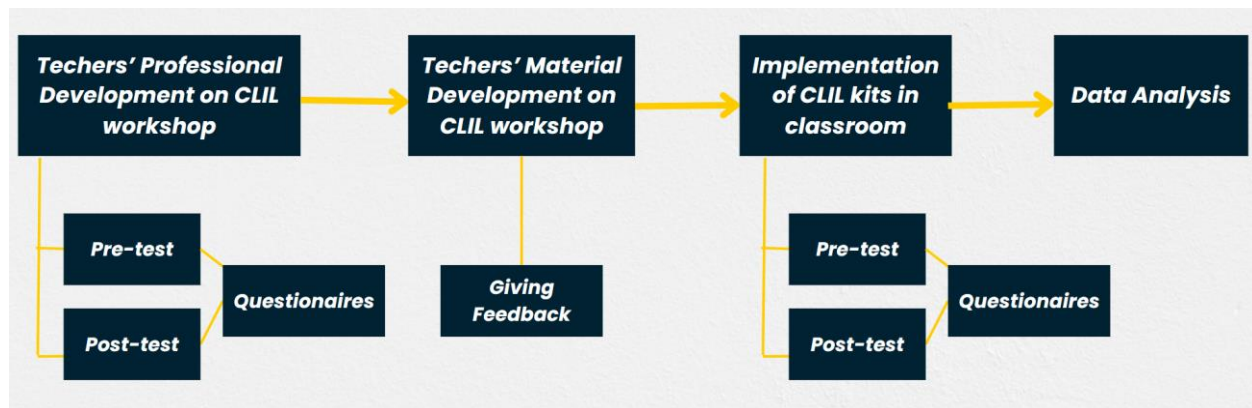 Techers' Professional
Development on CLIL
workshop
Techers' Material
Development on
CLIL workshop
Implementation
of CLIL kits in
classroom
Data Analysis
Pre-test
Questionaires
Post-test
Giving
Feedback
Pre-test
Questionaires
Post-test